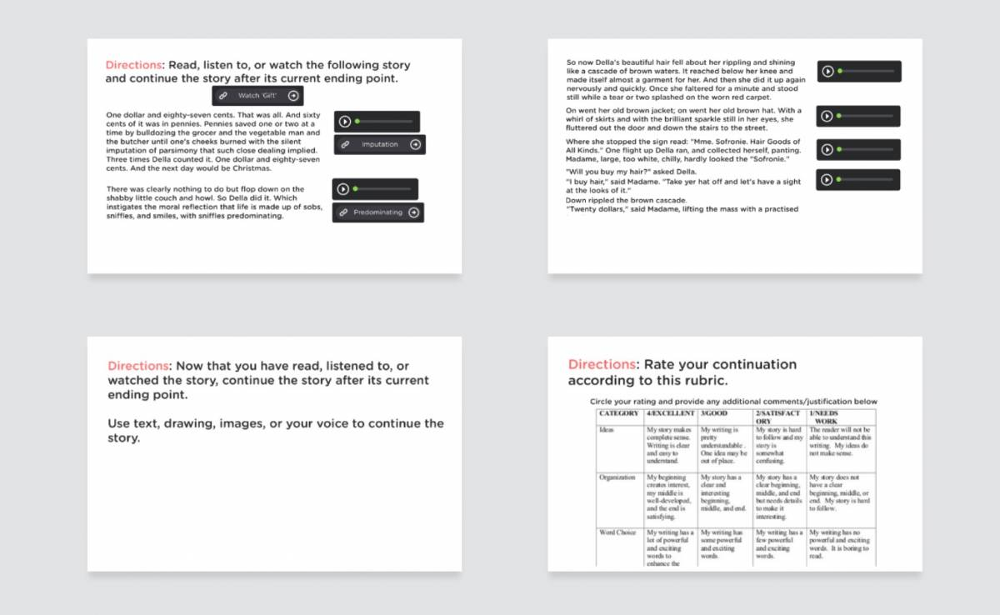 Directions: Read, listen to, or watch the following story
and continue the story after its current ending point.
Watch 'Gift'
One dollar and eighty-seven cents. That was all. And sixty
cents of it was in pennies. Pennies saved one or two at a
time by bulldozing the grocer and the vegetable man and
the butcher until one's cheeks burned with the silent
imputation of parsimony that such close dealing implied.
Three times Della counted it. One dollar and eighty-seven
cents. And the next day would be Christmas.
Imputation
There was clearly nothing to do but flop down on the
shabby little couch and howl. So Della did it. Which
instigates the moral reflection that life is made up of sobs,
sniffles, and smiles, with sniffles predominating.
Predominating
So now Della's beautiful hair fell about her rippling and shining
like a cascade of brown waters. It reached below her knee and
made itself almost a garment for her. And then she did it up again
nervously and quickly. Once she faltered for a minute and stood
still while a tear or two splashed on the worn red carpet.
On went her old brown jacket; on went her old brown hat. With a
whirl of skirts and with the brilliant sparkle still in her eyes, she
fluttered out the door and down the stairs to the street.
Where she stopped the sign read: "Mme. Sofronie. Hair Goods of
All Kinds." One flight up Della ran, and collected herself, panting.
Madame, large, too white, chilly, hardly looked the "Sofronie."
"Will you buy my hair?" asked Della.
"I buy hair," said Madame. "Take yer hat off and let's have a sight
at the looks of it."
Down rippled the brown cascade.
"Twenty dollars," said Madame, lifting the mass with a practised
Directions: Now that you have read, listened to, or
watched the story, continue the story after its current
ending point.
Use text, drawing, images, or your voice to continue the
story.
Directions: Rate your continuation
according to this rubric.
Circle your rating and provide any additional comments/justification below
CATEGORY 4/EXCELLENT 3/GOOD 2/SATISFACT 1/NEEDS
ORY WORK
Ideas My story makes My writing is My story is hard The reader will not be
complete sense. pretty to follow and my able to understand this
Writing is clear understandable. story is writing. My ideas do
and easy to One idea may be somewhat not make sense.
understand. out of place. confusing.
Organization My beginning My story has a My story has a My story does not
creates interest, clear and clear beginning, have a clear
my middle is interesting middle, and end beginning, middle, or
well-developed, beginning, but needs details end. My story is hard
and the end is middle, and end. to make it to follow.
satisfying. interesting.
Word Choice My writing has a My writing has My writing has a My writing has no
lot of powerful some powerful few powerful powerful and exciting
and exciting and exciting and exciting words. It is boring to
words to words. words. read.
enhance the